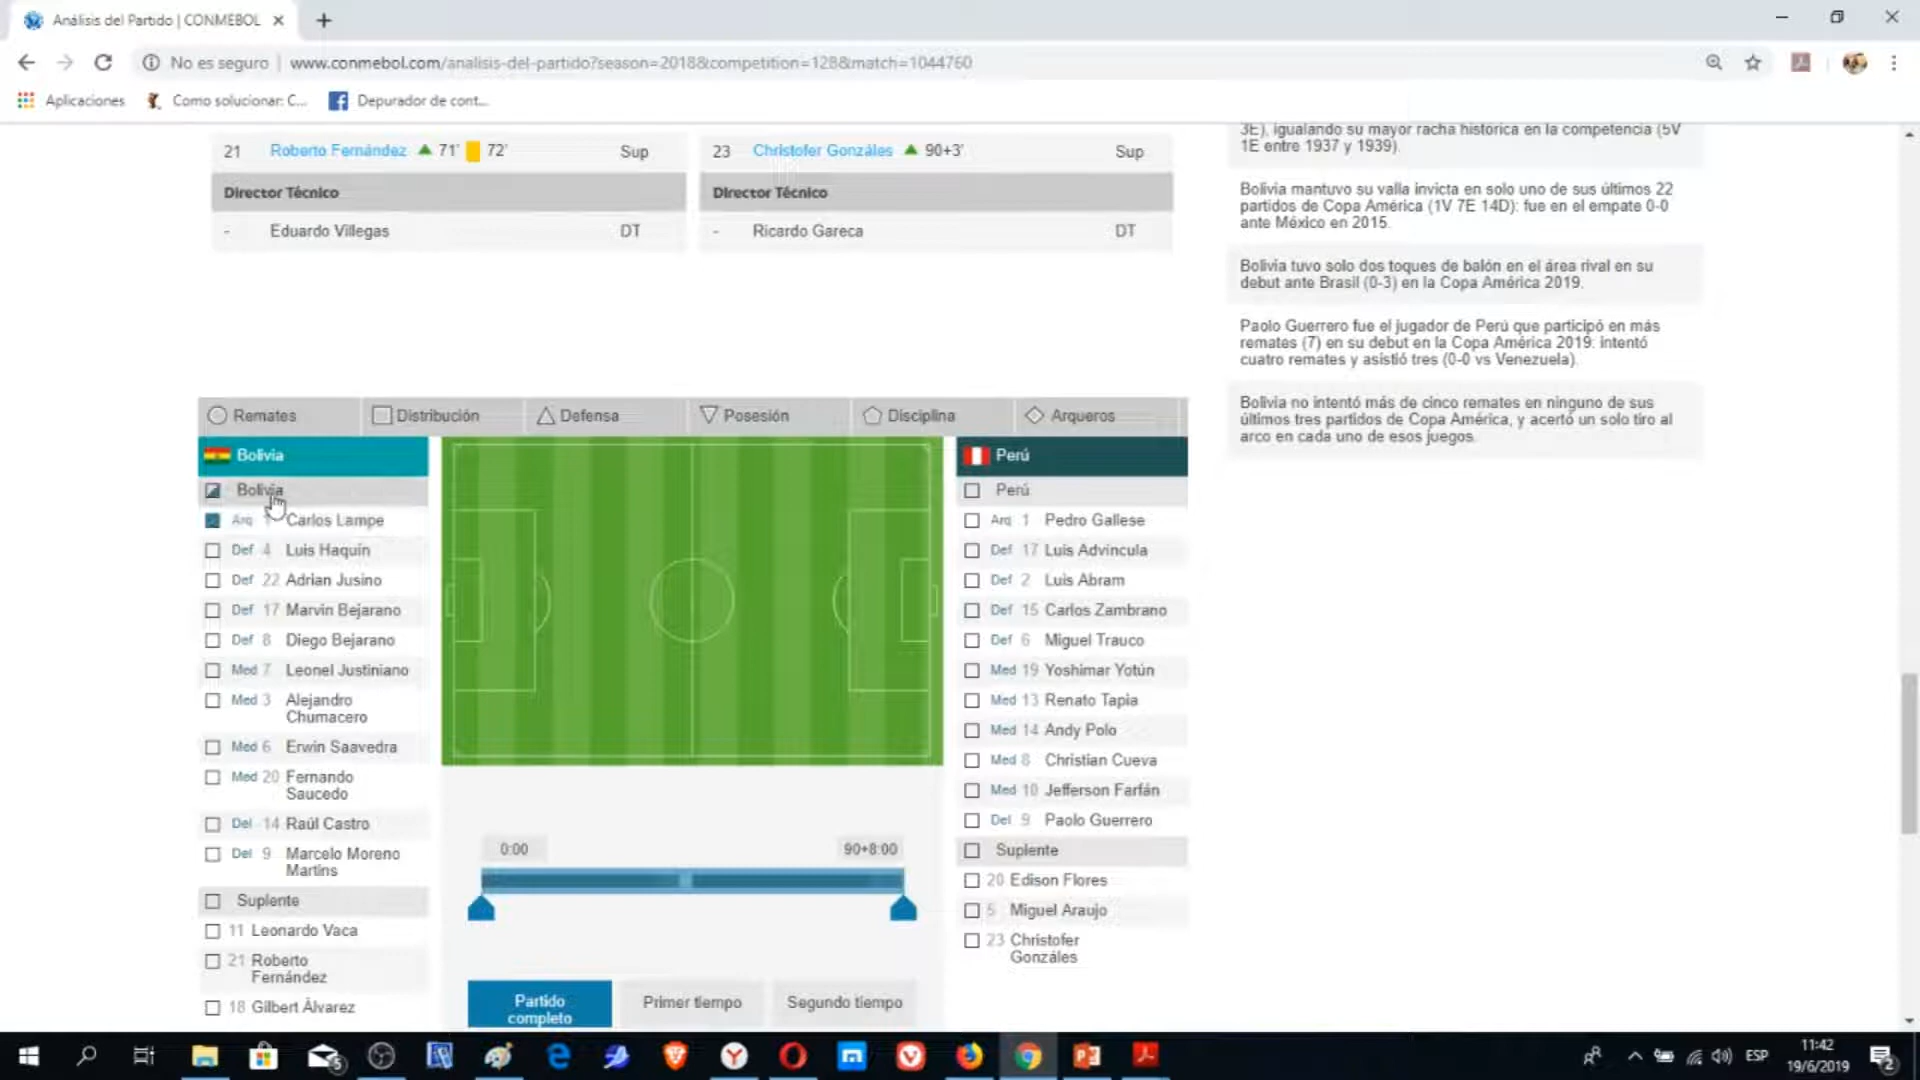 Análisis del Partido | CONMEBOL
No es seguro | www.conmebol.com/analisis-del-partido?season=2018&competition=128&match=1044760
Aplicaciones
Como solucionar: C...
Depurador de cont...
21 Roberto Fernández 71' 72' Sup
23 Christofer Gonzáles 90+3' Sup
Director Técnico
Director Técnico
- Eduardo Villegas DT
- Ricardo Gareca DT
3E), igualando su mayor racha histórica en la competencia (5V
1E entre 1937 y 1939).
Bolivia mantuvo su valla invicta en solo uno de sus últimos 22
partidos de Copa América (1V 7E 14D): fue en el empate 0-0
ante México en 2015.
Bolivia tuvo solo dos toques de balón en el área rival en su
debut ante Brasil (0-3) en la Copa América 2019.
Paolo Guerrero fue el jugador de Perú que participó en más
remates (7) en su debut en la Copa América 2019: intentó
cuatro remates y asistió tres (0-0 vs Venezuela).
Bolivia no intentó más de cinco remates en ninguno de sus
últimos tres partidos de Copa América, y acertó un solo tiro al
arco en cada uno de esos juegos.
Remates
Distribución
Defensa
Posesión
Disciplina
Arqueros
Bolivia
Bolivia
Arq 1 Carlos Lampe
Def 4 Luis Haquin
Def 22 Adrian Jusino
Def 17 Marvin Bejarano
Def 8 Diego Bejarano
Med 7 Leonel Justiniano
Med 3 Alejandro
Chumacero
Med 6 Erwin Saavedra
Med 20 Fernando
Saucedo
Del 14 Raúl Castro
Del 9 Marcelo Moreno
Martins
Suplente
11 Leonardo Vaca
21 Roberto
Fernández
18 Gilbert Álvarez
0:00
90+8:00
Partido
completo
Primer tiempo
Segundo tiempo
Perú
Perú
Arq 1 Pedro Gallese
Def 17 Luis Advíncula
Def 2 Luis Abram
Def 15 Carlos Zambrano
Def 6 Miguel Trauco
Med 19 Yoshimar Yotún
Med 13 Renato Tapia
Med 14 Andy Polo
Med 8 Christian Cueva
Med 10 Jefferson Farfán
Del 9 Paolo Guerrero
Suplente
20 Edison Flores
5 Miguel Araujo
23 Christofer
Gonzáles
5
ESP
11:42
19/6/2019
2